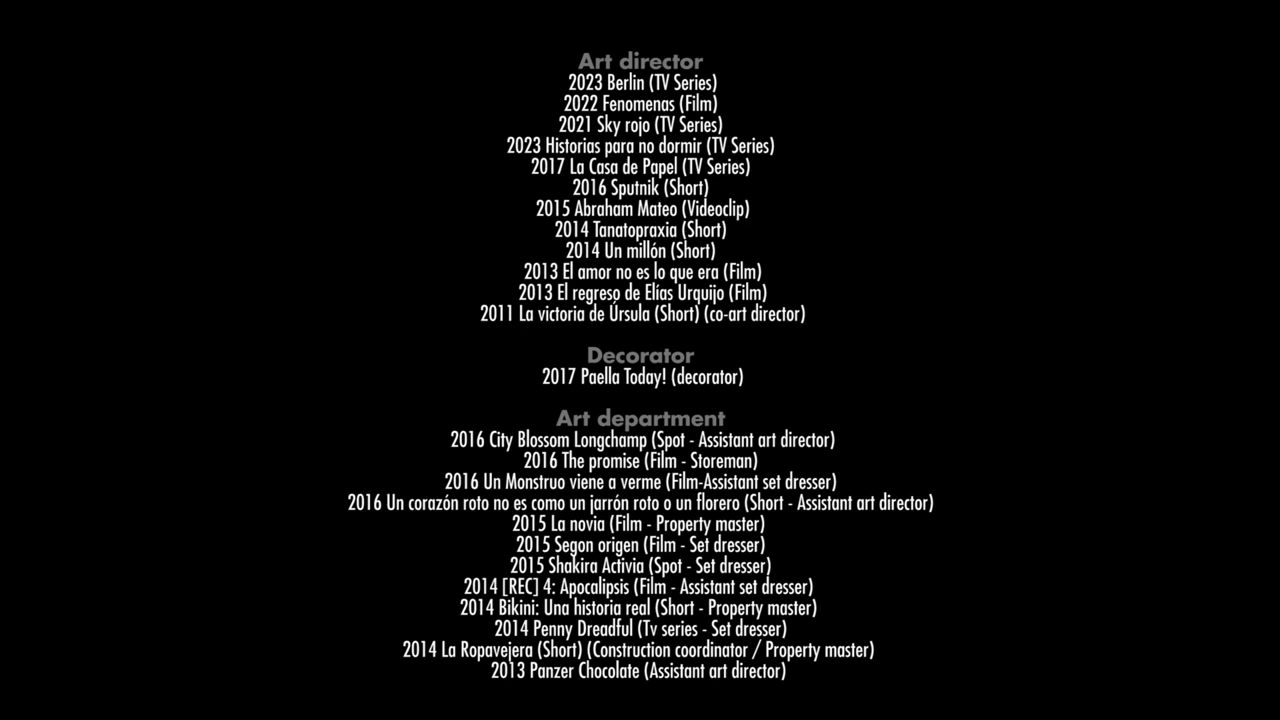 Art director
2023 Berlin (TV Series)
2022 Fenomenas (Film)
2021 Sky rojo (TV Series)
2023 Historias para no dormir (TV Series)
2017 La Casa de Papel (TV Series)
2016 Sputnik (Short)
2015 Abraham Mateo (Videoclip)
2014 Tanatopraxia (Short)
2014 Un millón (Short)
2013 El amor no es lo que era (Film)
2013 El regreso de Elías Urquijo (Film)
2011 La victoria de Úrsula (Short) (co-art director)
Decorator
2017 Paella Today! (decorator)
Art department
2016 City Blossom Longchamp (Spot - Assistant art director)
2016 The promise (Film - Storeman)
2016 Un Monstruo viene a verme (Film-Assistant set dresser)
2016 Un corazón roto no es como un jarrón roto o un florero (Short - Assistant art director)
2015 La novia (Film - Property master)
2015 Segon origen (Film - Set dresser)
2015 Shakira Activia (Spot - Set dresser)
2014 [REC] 4: Apocalipsis (Film - Assistant set dresser)
2014 Bikini: Una historia real (Short - Property master)
2014 Penny Dreadful (Tv series - Set dresser)
2014 La Ropavejera (Short) (Construction coordinator / Property master)
2013 Panzer Chocolate (Assistant art director)